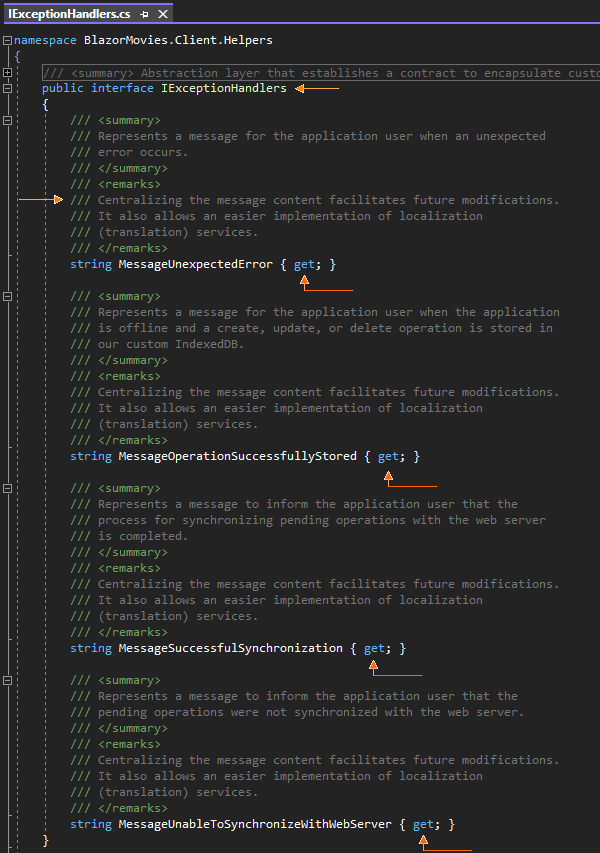 IExceptionHandlers.cs
namespace BlazorMovies.Client.Helpers
{
/// <summary> Abstraction layer that establishes a contract to encapsulate custo
public interface IExceptionHandlers
{
/// <summary>
/// Represents a message for the application user when an unexpected
/// error occurs.
/// </summary>
/// <remarks>
/// Centralizing the message content facilitates future modifications.
/// It also allows an easier implementation of localization
/// (translation) services.
/// </remarks>
string MessageUnexpectedError { get; }
/// <summary>
/// Represents a message for the application user when the application
/// is offline and a create, update, or delete operation is stored in
/// our custom IndexedDB.
/// </summary>
/// <remarks>
/// Centralizing the message content facilitates future modifications.
/// It also allows an easier implementation of localization
/// (translation) services.
/// </remarks>
string MessageOperationSuccessfullyStored { get; }
/// <summary>
/// Represents a message to inform the application user that the
/// process for synchronizing pending operations with the web server
/// is completed.
/// </summary>
/// <remarks>
/// Centralizing the message content facilitates future modifications.
/// It also allows an easier implementation of localization
/// (translation) services.
/// </remarks>
string MessageSuccessfulSynchronization { get; }
/// <summary>
/// Represents a message to inform the application user that the
/// pending operations were not synchronized with the web server.
/// </summary>
/// <remarks>
/// Centralizing the message content facilitates future modifications.
/// It also allows an easier implementation of localization
/// (translation) services.
/// </remarks>
string MessageUnableToSynchronizeWithWebServer { get; }
}